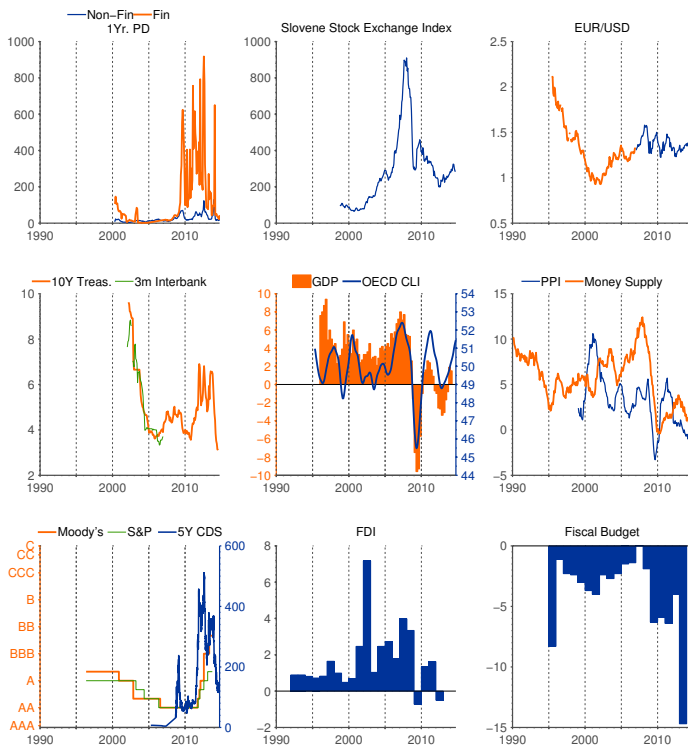 Non−Fin Fin
1Yr. PD
Slovene Stock Exchange Index
EUR/USD
1000
800
600
400
200
0
1990 2000 2010
1000
800
600
400
200
0
1990 2000 2010
2.5
2
1.5
1
0.5
1990 2000 2010
10Y Treas. 3m Interbank
10
8
6
4
2
1990 2000 2010
GDP OECD CLI
10
8
6
4
2
0
−2
−4
−6
−8
−10
54
53
52
51
50
49
48
47
46
45
44
1990 2000 2010
PPI Money Supply
15
10
5
0
−5
1990 2000 2010
Moody's S&P 5Y CDS
C
CC
CCC
B
BB
BBB
A
AA
AAA
600
400
200
0
1990 2000 2010
FDI
8
6
4
2
0
−2
1990 2000 2010
Fiscal Budget
0
−5
−10
−15
1990 2000 2010